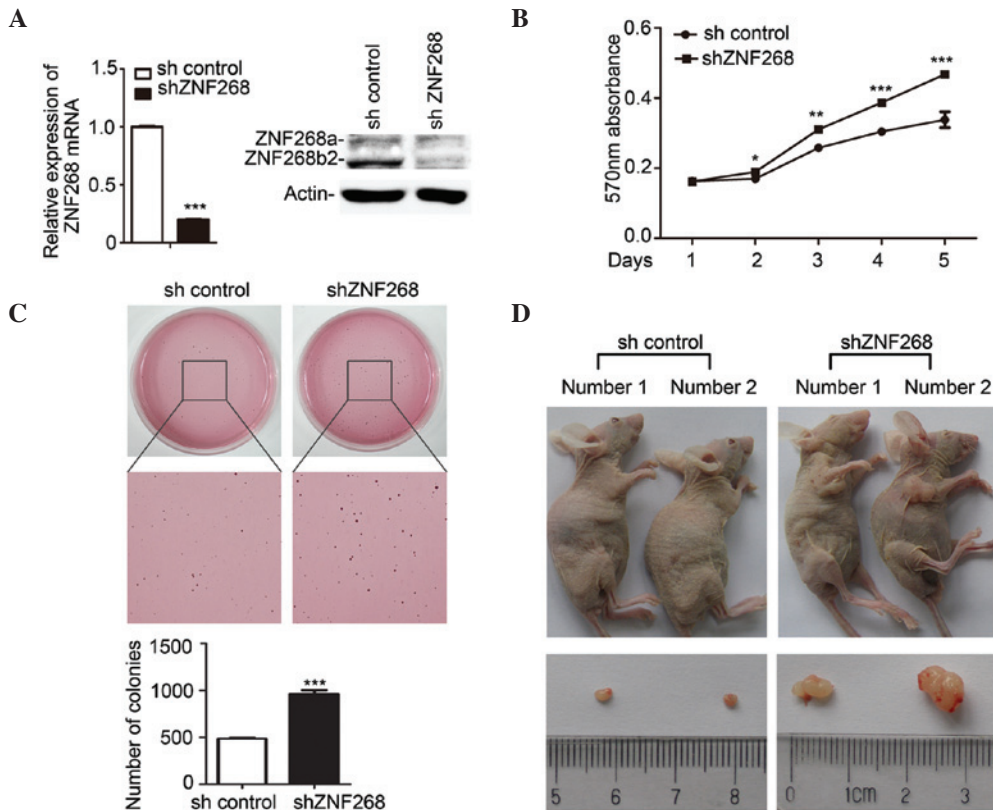 A
Relative expression of
ZNF268 mRNA
1.5
1.0
0.5
0
sh control
shZNF268
***
sh control
sh ZNF268
ZNF268a-
ZNF268b2-
Actin-
B
sh control
shZNF268
570nm absorbance
0.6
0.4
0.2
0.0
*
**
***
***
Days 1 2 3 4 5
C
sh control shZNF268
Number of colonies
1500
1000
500
0
***
sh control shZNF268
D
sh control shZNF268
Number 1 Number 2 Number 1 Number 2
5 6 7 8
0 1cm 2 3